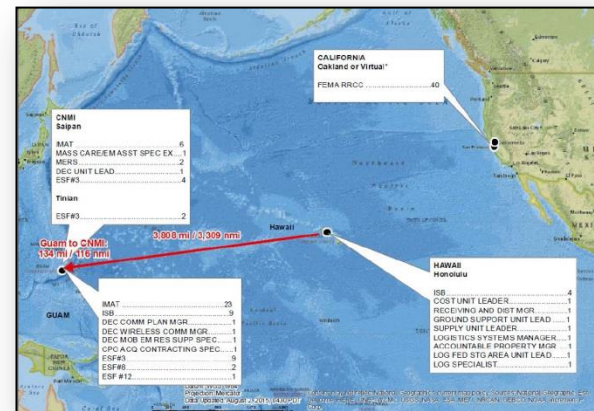 CALIFORNIA
Oakland or Virtual*
FEMA RRCC ..................40
CNMI
Saipan
IMAT ..................6
MASS CARE/EM ASST SPEC EX....1
MERS ..................2
DEC UNIT LEAD ..................1
ESF#3 ..................4
Tinian
ESF#3 ..................2
Guam to CNMI:
134 mi / 116 nmi
3,808 mi / 3,309 nmi
Hawaii
GUAM
IMAT ..................23
ISB ..................9
DEC COMM PLAN MGR ..................1
DEC WIRELESS COMM MGR ..................1
DEC MOB EM RES SUPP SPEC......1
CPO ACQ CONTRACTING SPEC.....1
ESF#3 ..................9
ESF#8 ..................2
ESF #12 ..................1
HAWAII
Honolulu
ISB ..................4
COST UNIT LEADER ..................1
RECEIVING AND DIST MGR ..................1
GROUND SUPPORT UNIT LEAD ......1
SUPPLY UNIT LEADER ..................1
LOGISTICS SYSTEMS MANAGER ....1
ACCOUNTABLE PROPERTY MGR ..1
LOG FED STG AREA UNIT LEAD.....1
LOG SPECIALIST ..................1